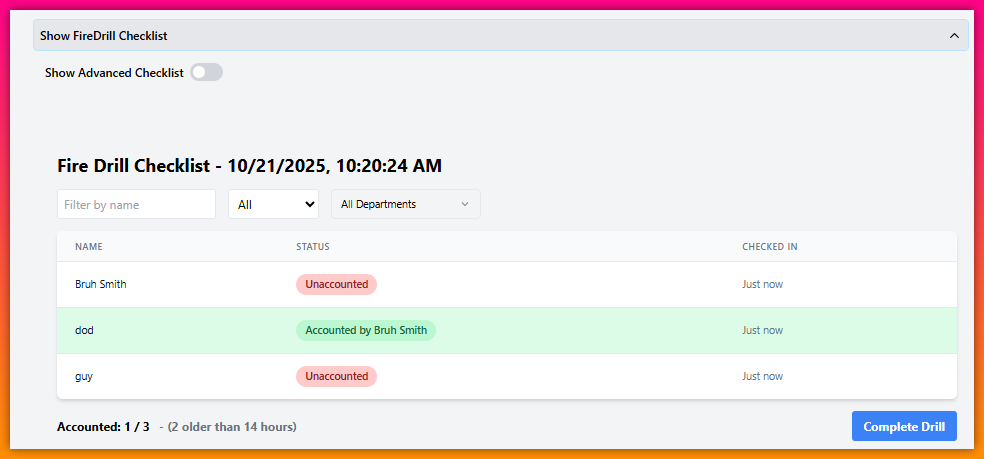 Show FireDrill Checklist
Show Advanced Checklist
Fire Drill Checklist - 10/21/2025, 10:20:24 AM
Filter by name All All Departments
NAME STATUS CHECKED IN
Bruh Smith Unaccounted Just now
dod Accounted by Bruh Smith Just now
guy Unaccounted Just now
Accounted: 1 / 3 - (2 older than 14 hours) Complete Drill